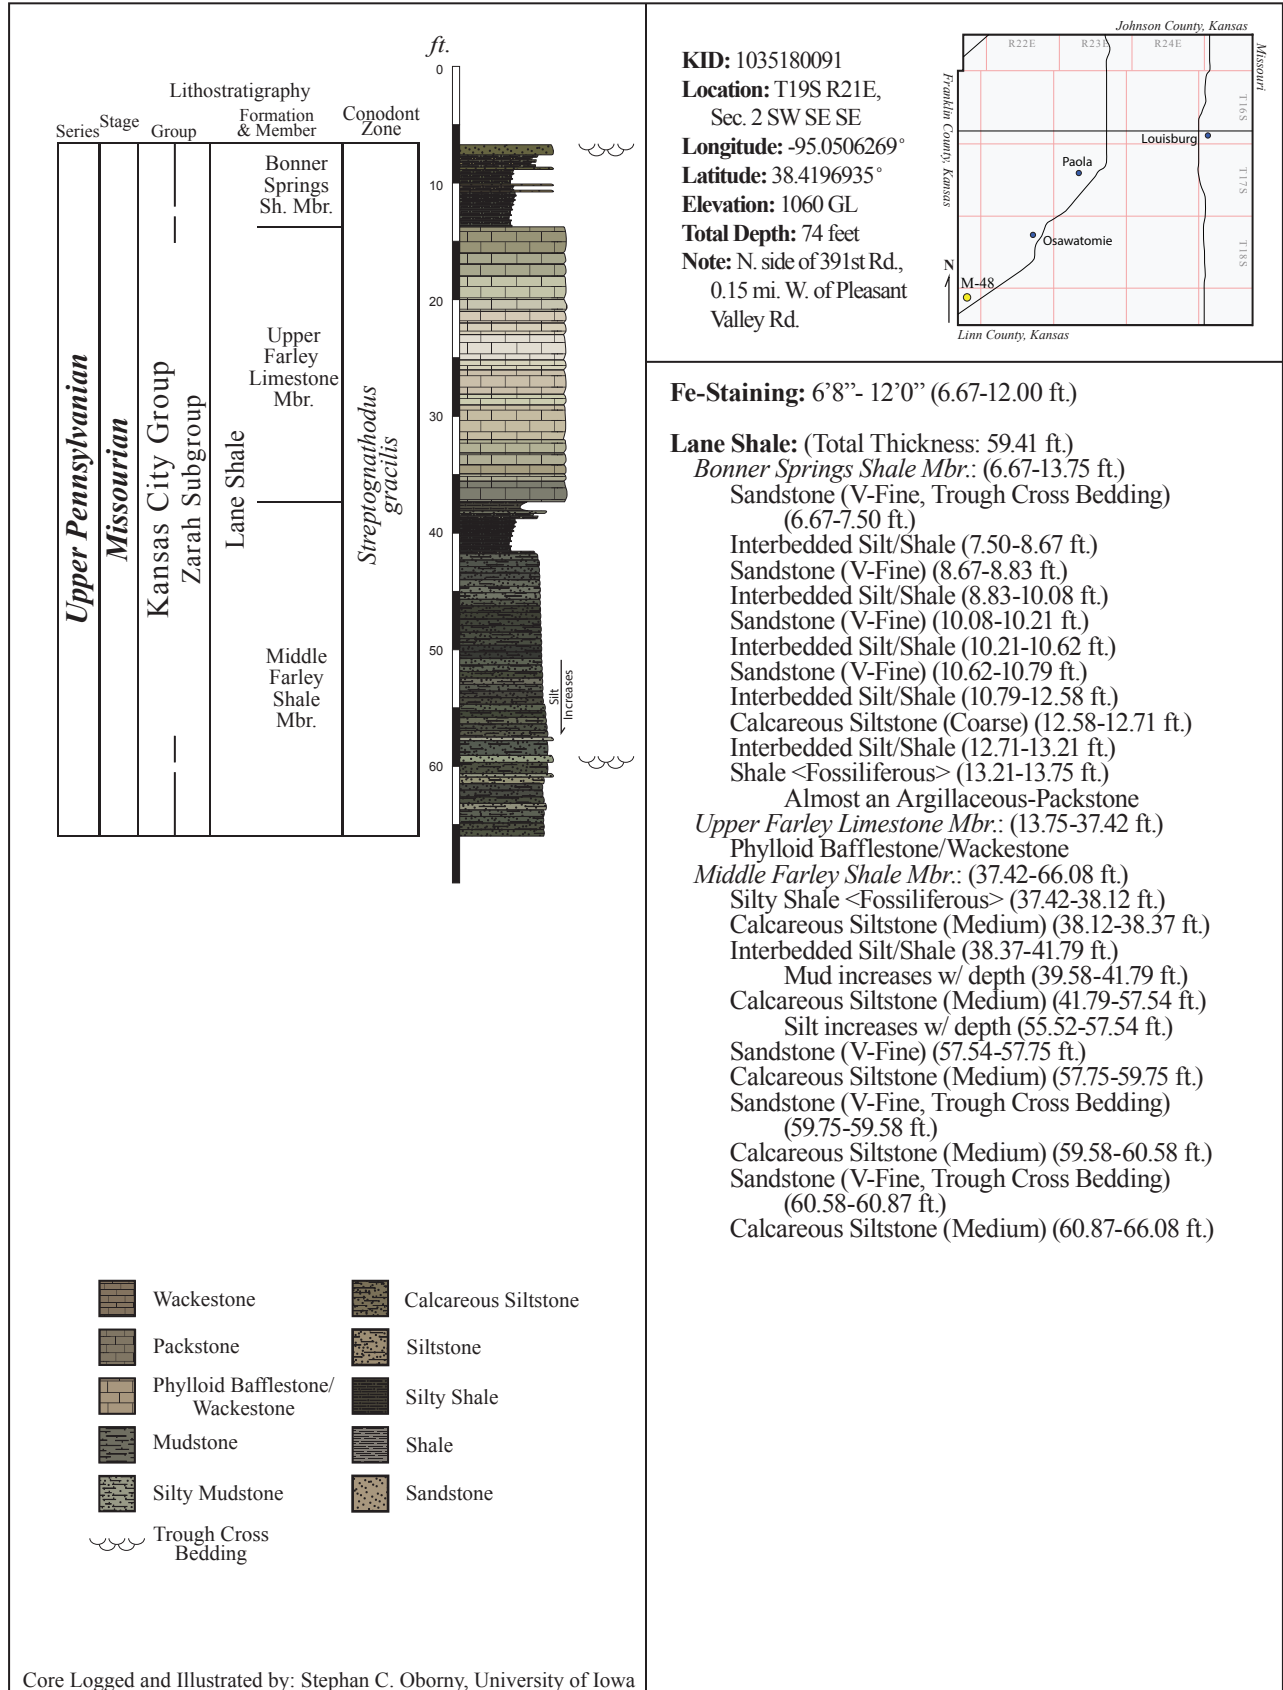 ft.
Lithostratigraphy
Series
Stage
Group
Formation
& Member
Conodont
Zone
0
10
20
30
40
50
60
Upper Pennsylvanian
Missourian
Kansas City Group
Zarah Subgroup
Lane Shale
Bonner
Springs
Sh. Mbr.
Upper
Farley
Limestone
Mbr.
Middle
Farley
Shale
Mbr.
Streptognathodus
gracilis
Silt
Increases
Wackestone
Packstone
Phylloid Bafflestone/
Wackestone
Mudstone
Silty Mudstone
Trough Cross
Bedding
Calcareous Siltstone
Siltstone
Silty Shale
Shale
Sandstone
Core Logged and Illustrated by: Stephan C. Oborny, University of Iowa
KID: 1035180091
Location: T19S R21E,
Sec. 2 SW SE SE
Longitude: -95.0506269°
Latitude: 38.4196935°
Elevation: 1060 GL
Total Depth: 74 feet
Note: N. side of 391st Rd.,
0.15 mi. W. of Pleasant
Valley Rd.
Johnson County, Kansas
R22E
R23E
R24E
Missouri
Franklin County, Kansas
T16S
T17S
T18S
Louisburg
Paola
Osawatomie
N
M-48
Linn County, Kansas
Fe-Staining: 6’8”- 12’0” (6.67-12.00 ft.)
Lane Shale: (Total Thickness: 59.41 ft.)
Bonner Springs Shale Mbr.: (6.67-13.75 ft.)
Sandstone (V-Fine, Trough Cross Bedding)
(6.67-7.50 ft.)
Interbedded Silt/Shale (7.50-8.67 ft.)
Sandstone (V-Fine) (8.67-8.83 ft.)
Interbedded Silt/Shale (8.83-10.08 ft.)
Sandstone (V-Fine) (10.08-10.21 ft.)
Interbedded Silt/Shale (10.21-10.62 ft.)
Sandstone (V-Fine) (10.62-10.79 ft.)
Interbedded Silt/Shale (10.79-12.58 ft.)
Calcareous Siltstone (Coarse) (12.58-12.71 ft.)
Interbedded Silt/Shale (12.71-13.21 ft.)
Shale <Fossiliferous> (13.21-13.75 ft.)
Almost an Argillaceous-Packstone
Upper Farley Limestone Mbr.: (13.75-37.42 ft.)
Phylloid Bafflestone/Wackestone
Middle Farley Shale Mbr.: (37.42-66.08 ft.)
Silty Shale <Fossiliferous> (37.42-38.12 ft.)
Calcareous Siltstone (Medium) (38.12-38.37 ft.)
Interbedded Silt/Shale (38.37-41.79 ft.)
Mud increases w/ depth (39.58-41.79 ft.)
Calcareous Siltstone (Medium) (41.79-57.54 ft.)
Silt increases w/ depth (55.52-57.54 ft.)
Sandstone (V-Fine) (57.54-57.75 ft.)
Calcareous Siltstone (Medium) (57.75-59.75 ft.)
Sandstone (V-Fine, Trough Cross Bedding)
(59.75-59.58 ft.)
Calcareous Siltstone (Medium) (59.58-60.58 ft.)
Sandstone (V-Fine, Trough Cross Bedding)
(60.58-60.87 ft.)
Calcareous Siltstone (Medium) (60.87-66.08 ft.)